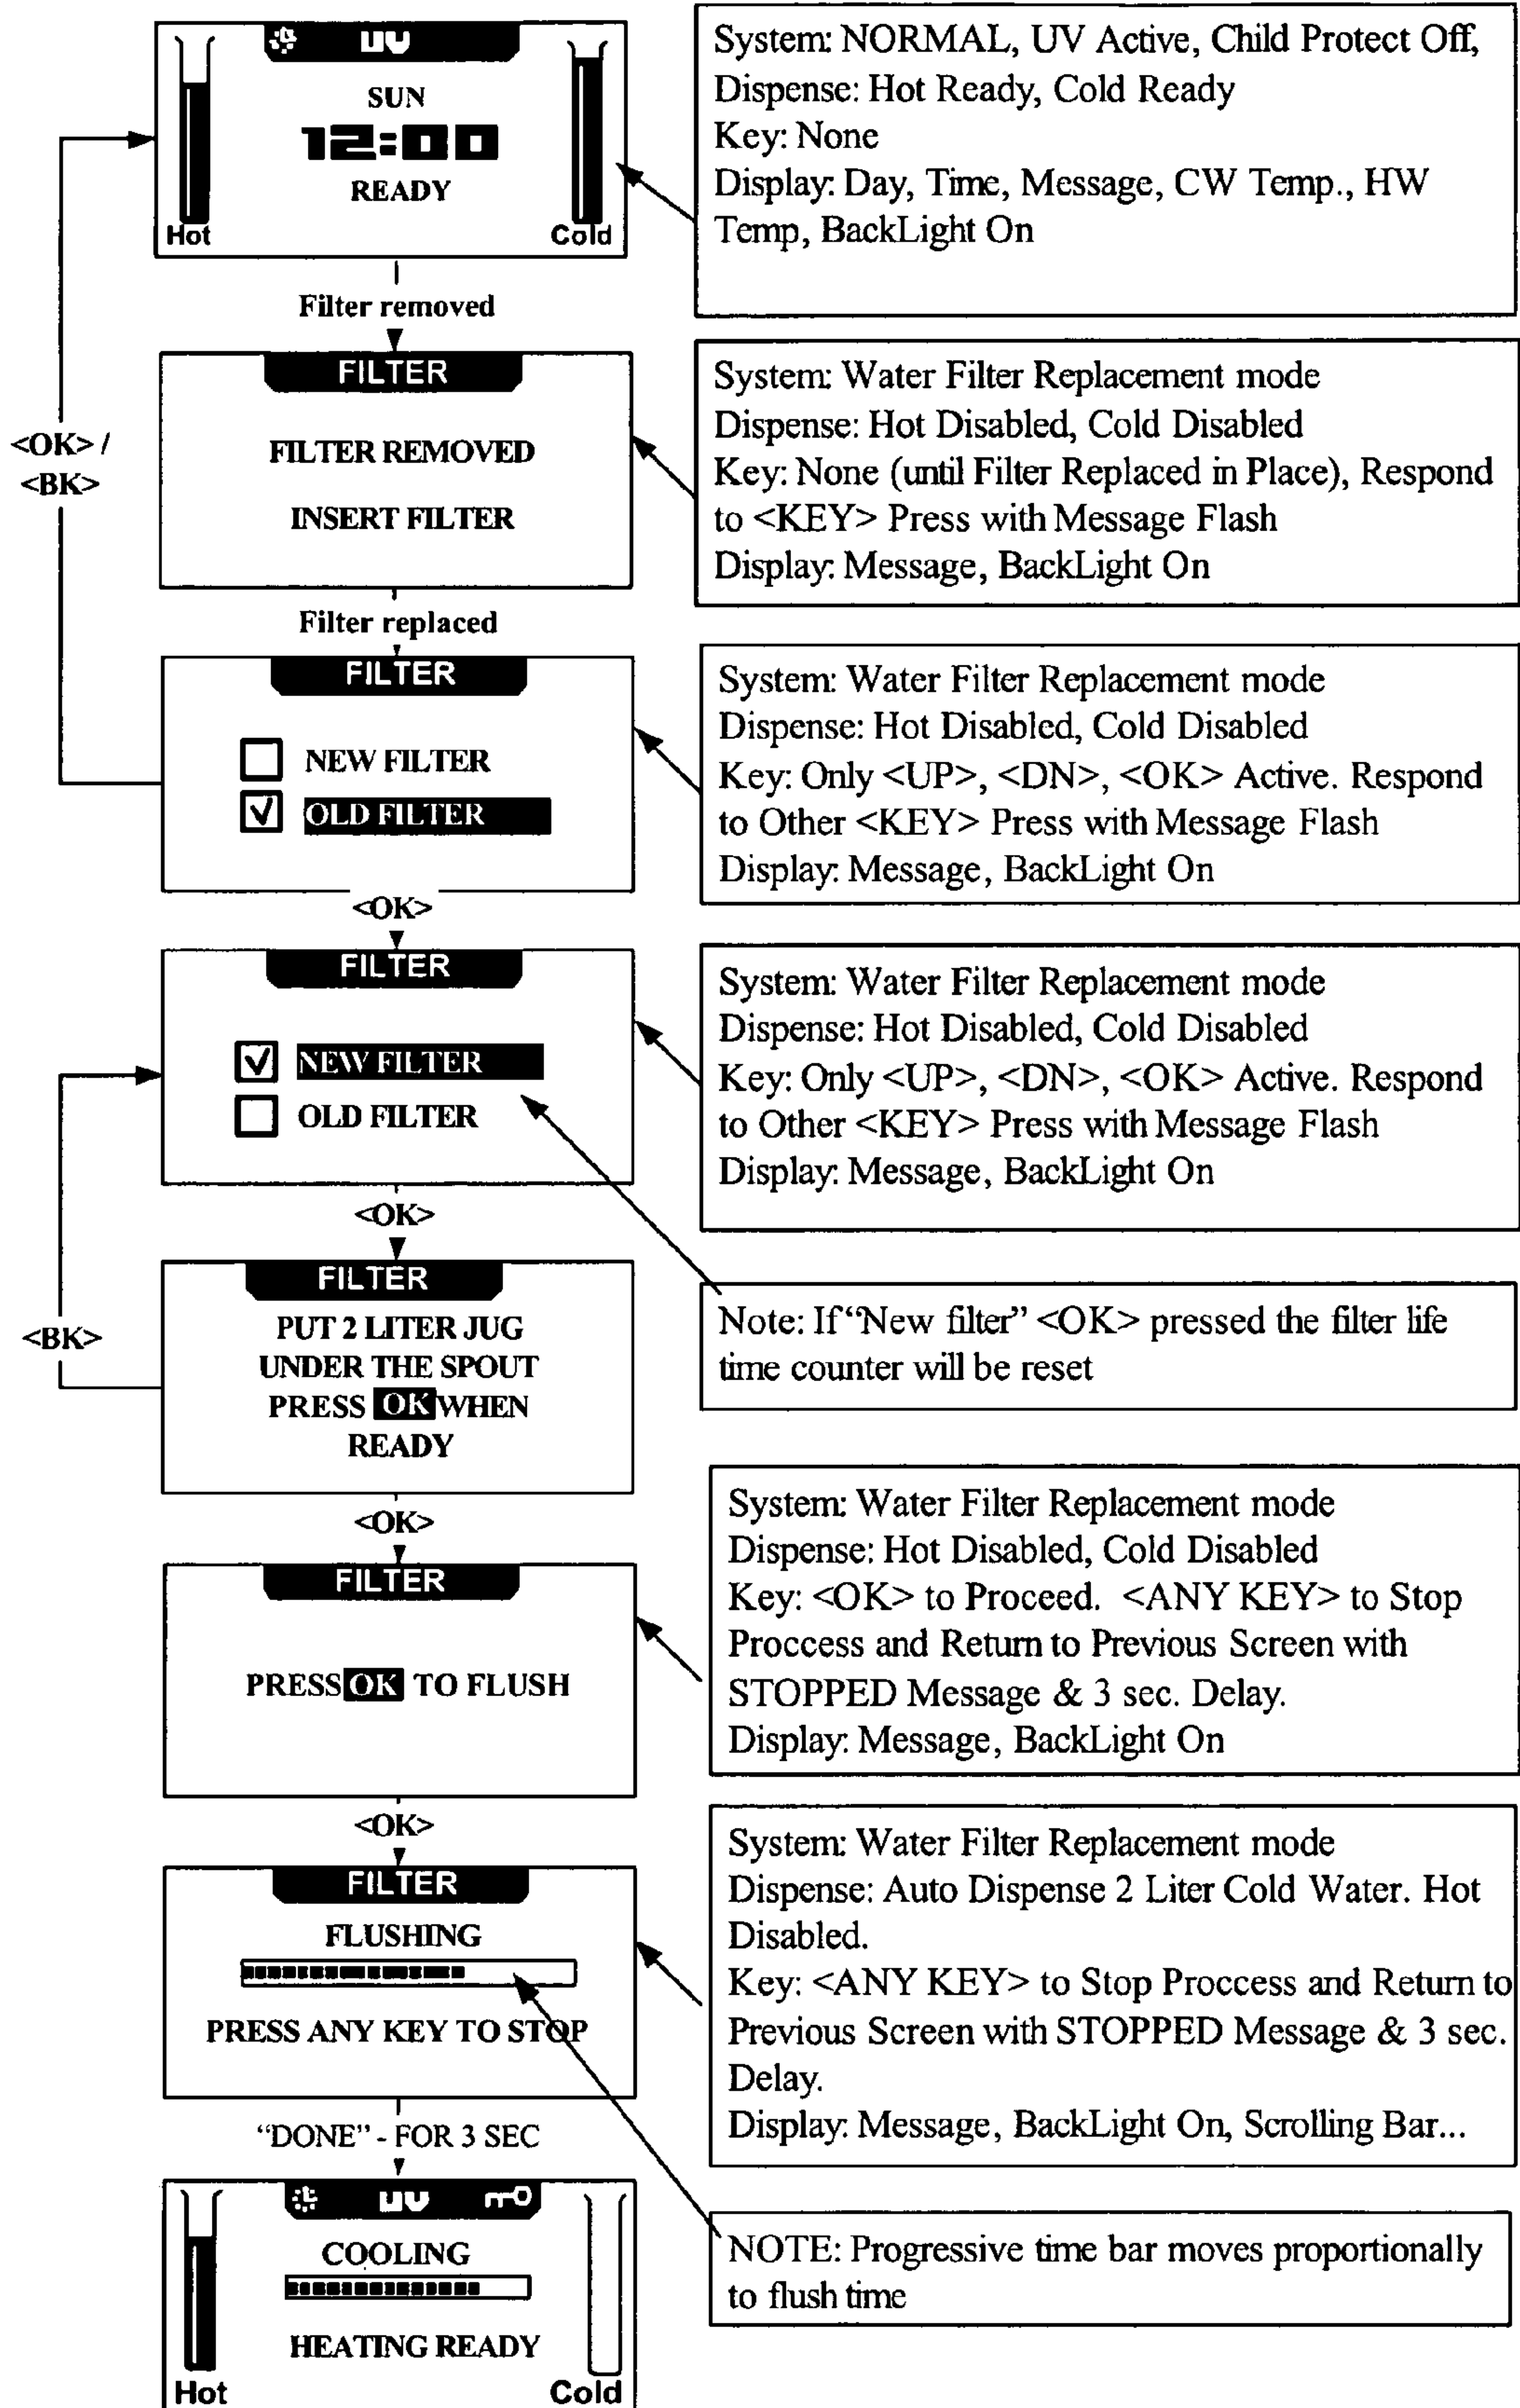 UV
SUN
12:00
READY
Hot
Cold
System: NORMAL, UV Active, Child Protect Off,
Dispense: Hot Ready, Cold Ready
Key: None
Display: Day, Time, Message, CW Temp., HW
Temp, BackLight On
Filter removed
FILTER
FILTER REMOVED
INSERT FILTER
System: Water Filter Replacement mode
Dispense: Hot Disabled, Cold Disabled
Key: None (until Filter Replaced in Place), Respond
to <KEY> Press with Message Flash
Display: Message, BackLight On
<OK> /
<BK>
Filter replaced
FILTER
NEW FILTER
OLD FILTER
System: Water Filter Replacement mode
Dispense: Hot Disabled, Cold Disabled
Key: Only <UP>, <DN>, <OK> Active. Respond
to Other <KEY> Press with Message Flash
Display: Message, BackLight On
<OK>
FILTER
NEW FILTER
OLD FILTER
System: Water Filter Replacement mode
Dispense: Hot Disabled, Cold Disabled
Key: Only <UP>, <DN>, <OK> Active. Respond
to Other <KEY> Press with Message Flash
Display: Message, BackLight On
<OK>
FILTER
PUT 2 LITER JUG
UNDER THE SPOUT
PRESS OK WHEN
READY
<BK>
Note: If "New filter" <OK> pressed the filter life
time counter will be reset
<OK>
FILTER
PRESS OK TO FLUSH
System: Water Filter Replacement mode
Dispense: Hot Disabled, Cold Disabled
Key: <OK> to Proceed. <ANY KEY> to Stop
Proccess and Return to Previous Screen with
STOPPED Message & 3 sec. Delay.
Display: Message, BackLight On
<OK>
FILTER
FLUSHING
PRESS ANY KEY TO STOP
System: Water Filter Replacement mode
Dispense: Auto Dispense 2 Liter Cold Water. Hot
Disabled.
Key: <ANY KEY> to Stop Proccess and Return to
Previous Screen with STOPPED Message & 3 sec.
Delay.
Display: Message, BackLight On, Scrolling Bar...
"DONE" - FOR 3 SEC
UV
COOLING
HEATING READY
Hot
Cold
NOTE: Progressive time bar moves proportionally
to flush time